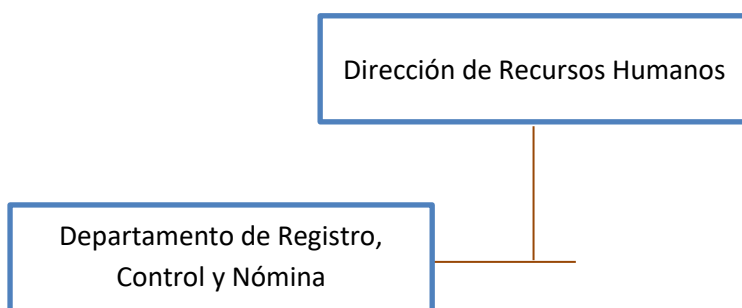 Dirección de Recursos Humanos
Departamento de Registro,
Control y Nómina